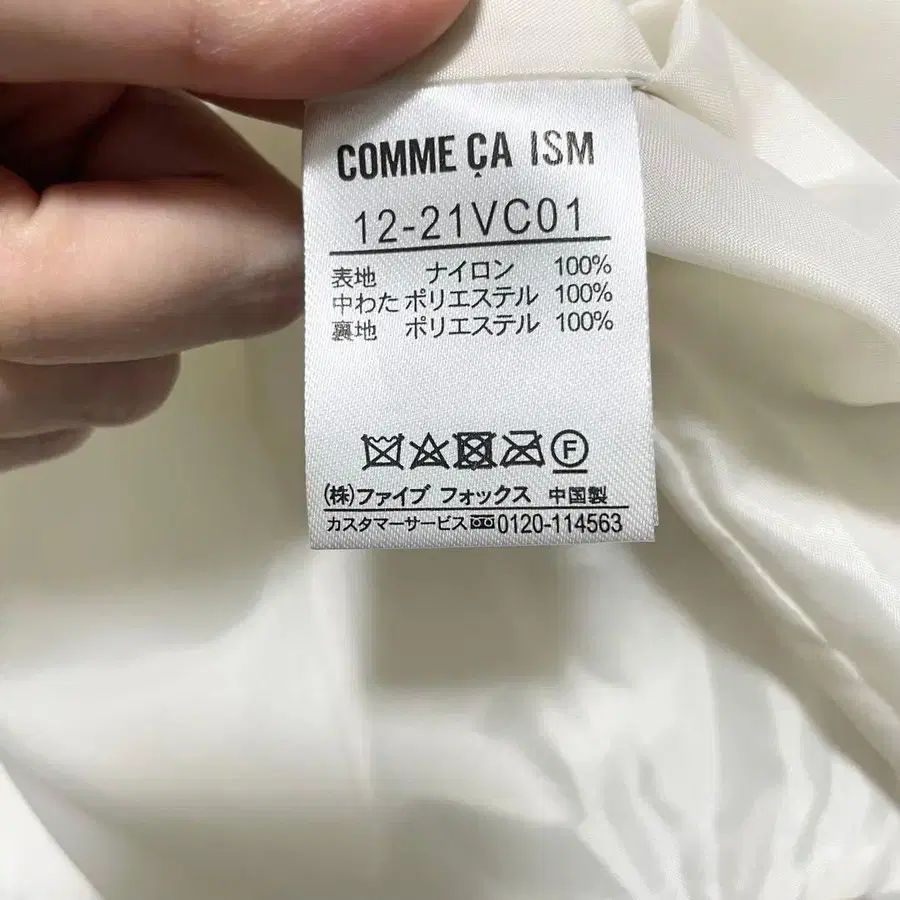 COMME ÇA ISM
12-21VC01
表地 ナイロン 100%
中わた ポリエステル 100%
裏地 ポリエステル 100%
F
(株)ファイブ フォックス 中国製
カスタマーサービス 0120-114563